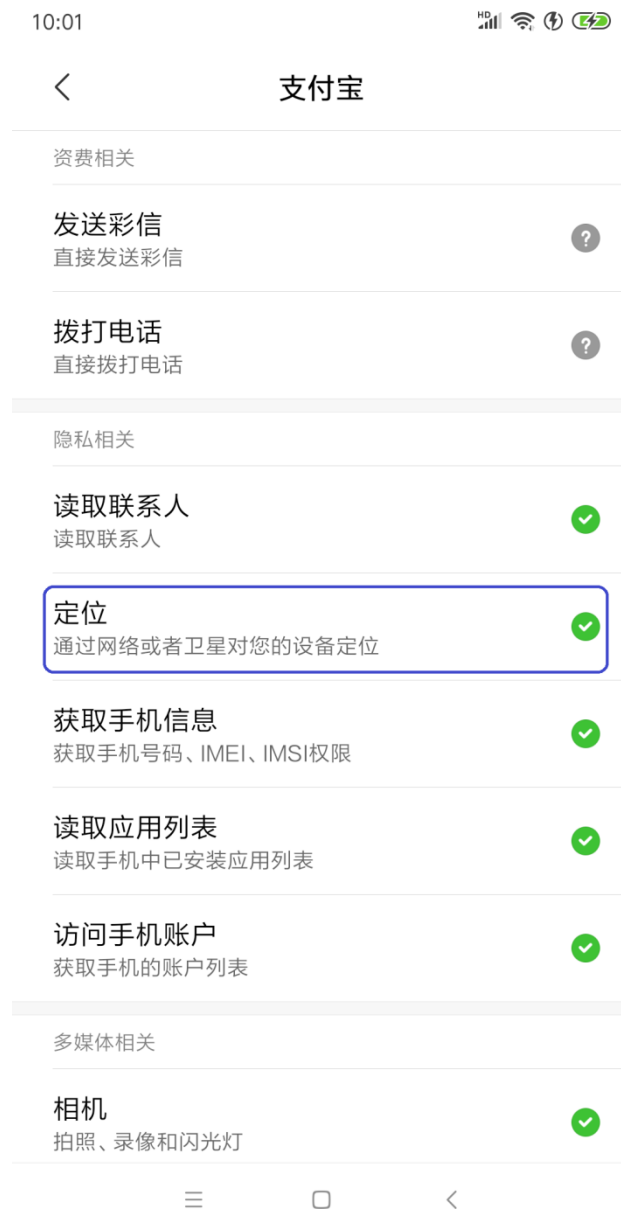 10:01
HD
支付宝
资费相关
发送彩信
直接发送彩信
拨打电话
直接拨打电话
隐私相关
读取联系人
读取联系人
定位
通过网络或者卫星对您的设备定位
获取手机信息
获取手机号码、IMEI、IMSI权限
读取应用列表
读取手机中已安装应用列表
访问手机账户
获取手机的账户列表
多媒体相关
相机
拍照、录像和闪光灯